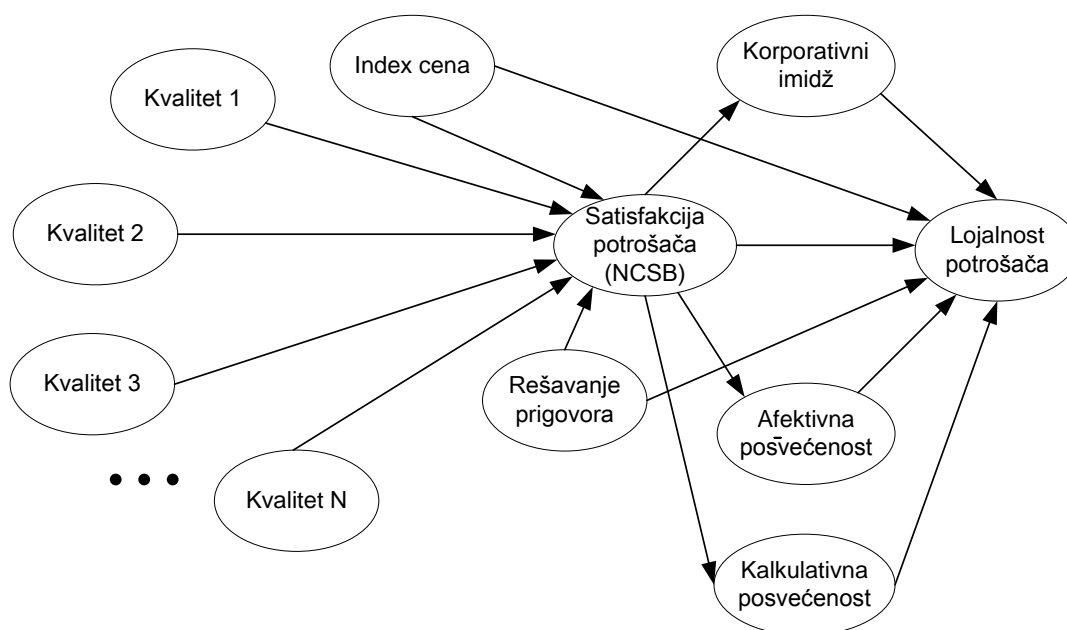 Index cena
Korporativni
imidž
Kvalitet 1
Kvalitet 2
Satisfakcija
potrošača
(NCSB)
Lojalnost
potrošača
Kvalitet 3
Rešavanje
prigovora
Afektivna
posvećenost
Kvalitet N
Kalkulativna
posvećenost